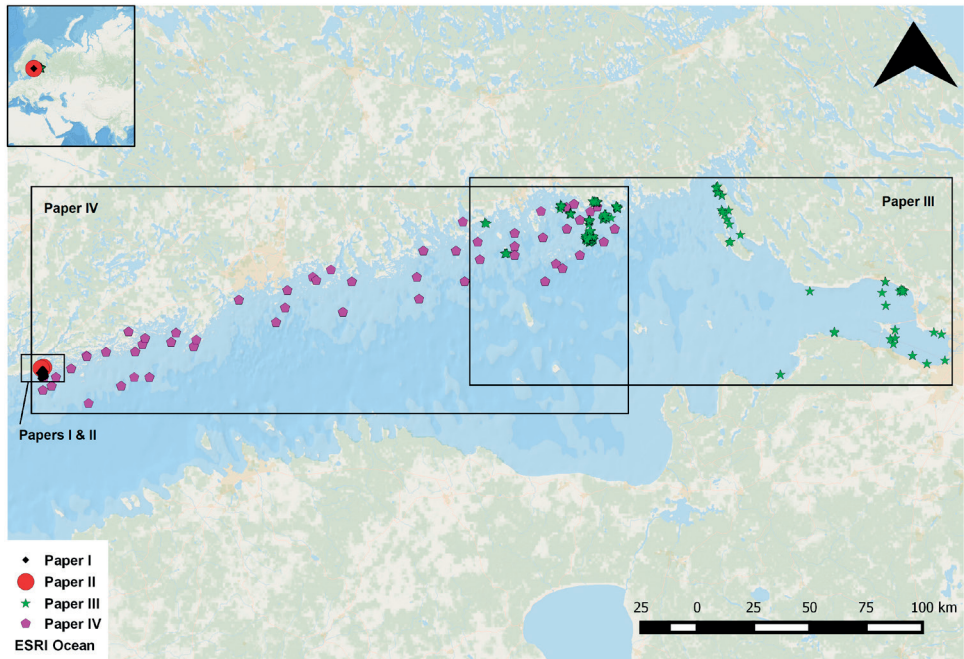 Paper IV
Paper III
Papers I & II
Paper I
Paper II
Paper III
Paper IV
ESRI Ocean
25 0 25 50 75 100 km